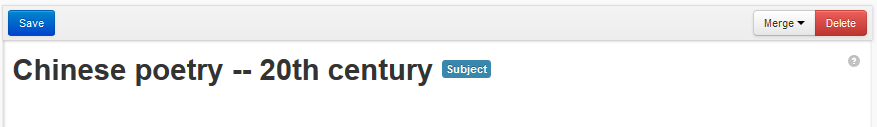 Save Merge Delete
Chinese poetry -- 20th century Subject ?